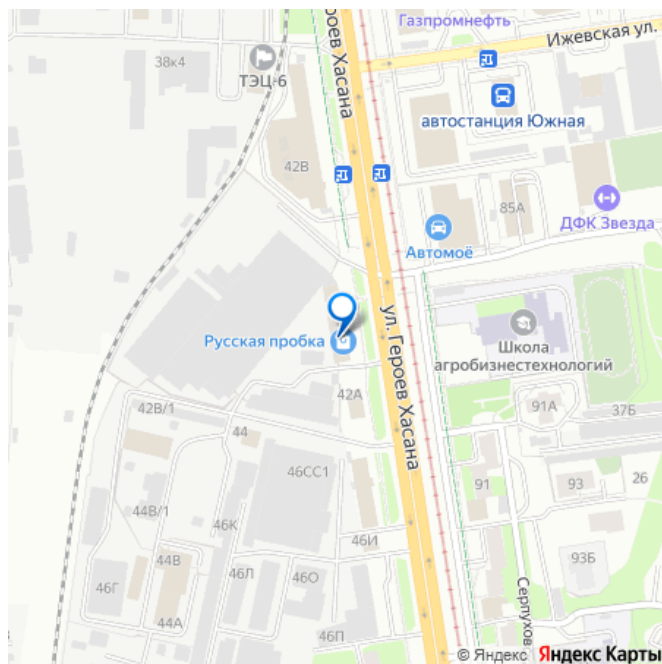 Газпромнефть
Ижевская ул.
38к4
ТЭЦ-6
ул. Героев Хасана
автостанция Южная
42В
85А
ДФК Звезда
Автомоё
ул. Героев Хасана
Русская пробка
Школа
агробизнестехнологий
42А
42В/1
44
91А
37Б
46СС1
91
93
26
44В/1
46К
46И
44В
46Л
46О
93Б
46Г
44А
46П
Серпухов
© Яндекс Яндекс Карты